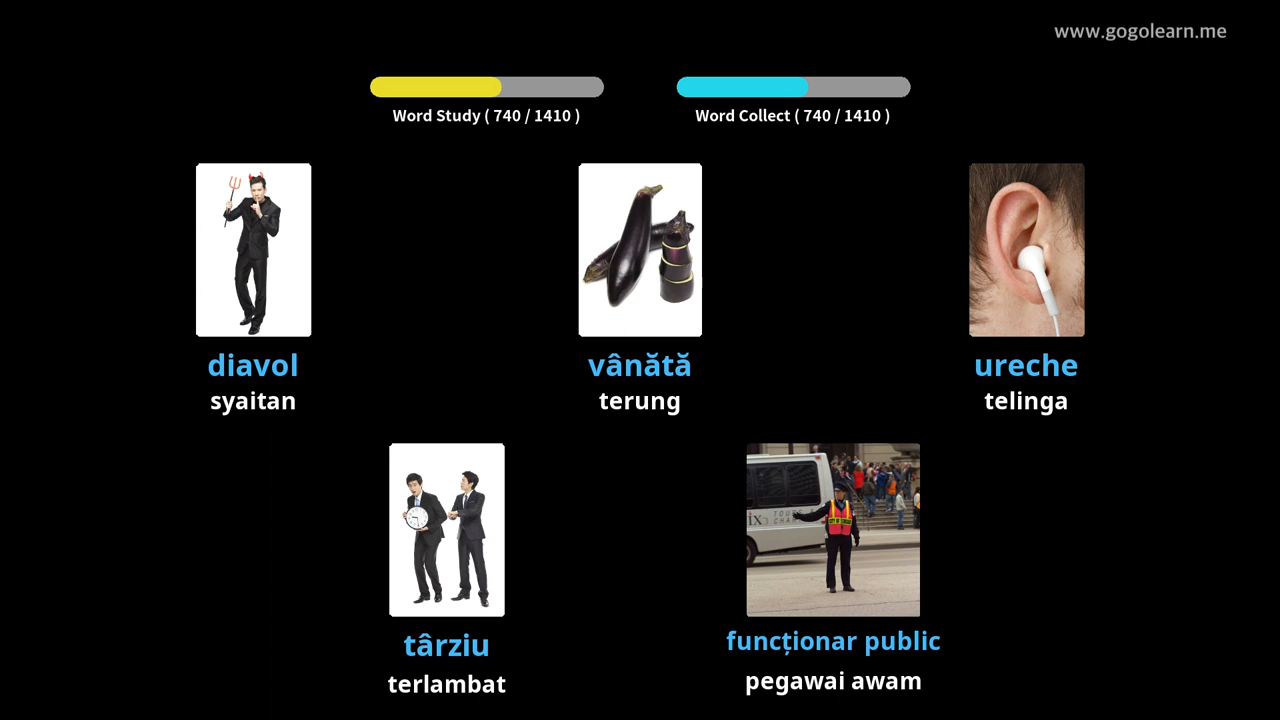 www.gogolearn.me
Word Study ( 740 / 1410 )
Word Collect ( 740 / 1410 )
diavol
syaitan
vânătă
terung
ureche
telinga
târziu
terlambat
funcționar public
pegawai awam